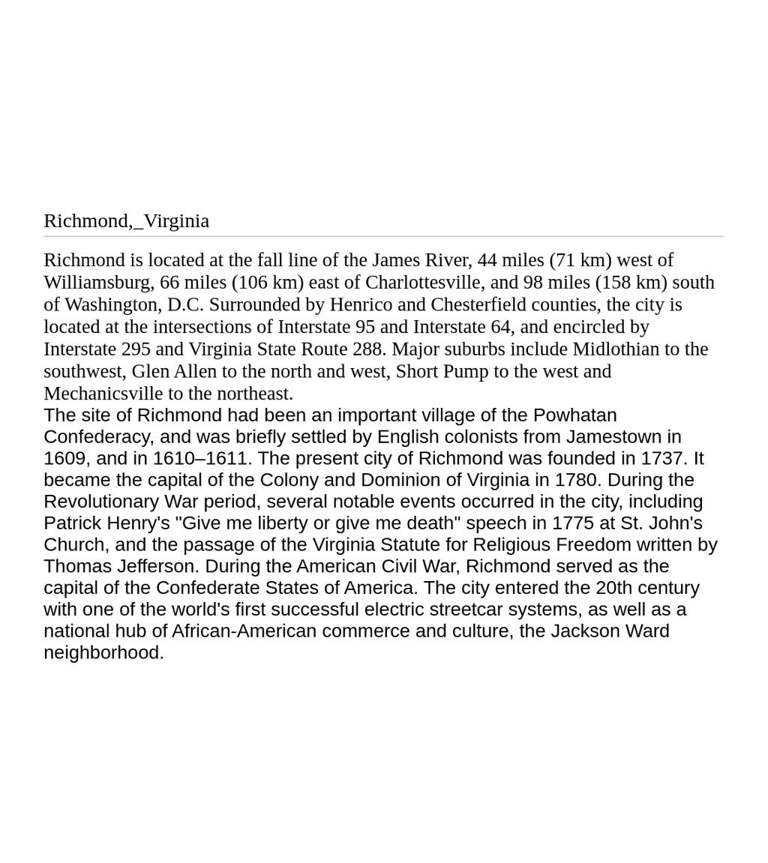 Richmond,_Virginia
Richmond is located at the fall line of the James River, 44 miles (71 km) west of
Williamsburg, 66 miles (106 km) east of Charlottesville, and 98 miles (158 km) south
of Washington, D.C. Surrounded by Henrico and Chesterfield counties, the city is
located at the intersections of Interstate 95 and Interstate 64, and encircled by
Interstate 295 and Virginia State Route 288. Major suburbs include Midlothian to the
southwest, Glen Allen to the north and west, Short Pump to the west and
Mechanicsville to the northeast.
The site of Richmond had been an important village of the Powhatan
Confederacy, and was briefly settled by English colonists from Jamestown in
1609, and in 1610–1611. The present city of Richmond was founded in 1737. It
became the capital of the Colony and Dominion of Virginia in 1780. During the
Revolutionary War period, several notable events occurred in the city, including
Patrick Henry's "Give me liberty or give me death" speech in 1775 at St. John's
Church, and the passage of the Virginia Statute for Religious Freedom written by
Thomas Jefferson. During the American Civil War, Richmond served as the
capital of the Confederate States of America. The city entered the 20th century
with one of the world's first successful electric streetcar systems, as well as a
national hub of African-American commerce and culture, the Jackson Ward
neighborhood.